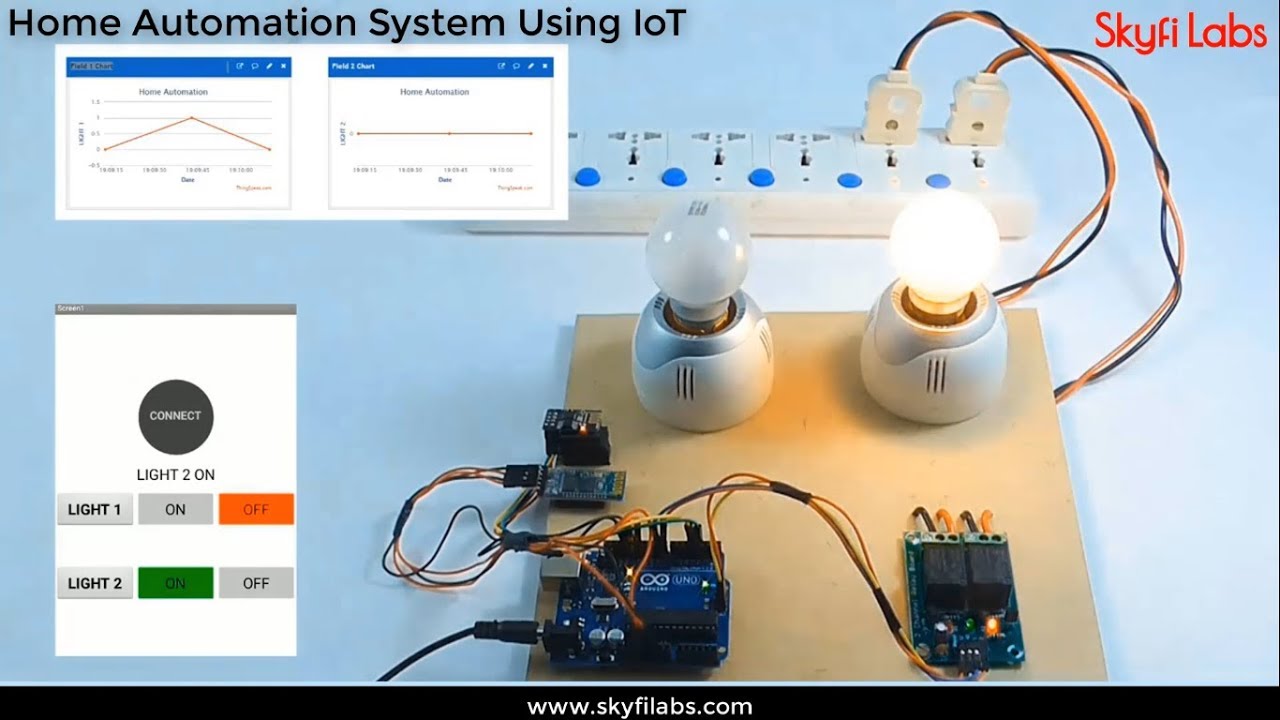 Home Automation System Using IoT
Skyfi Labs
Field 1 Chart
Home Automation
LIGHT 1
1.5
1
0.5
0
-0.5
19:09:15 19:09:30 19:09:45 19:10:00
Date
ThingSpeak.com
Field 2 Chart
Home Automation
LIGHT 2
0
19:09:15 19:09:30 19:09:45 19:10:00
Date
ThingSpeak.com
Screen1
CONNECT
LIGHT 2 ON
LIGHT 1 ON OFF
LIGHT 2 ON OFF
UNO
ARDUINO
www.skyfilabs.com